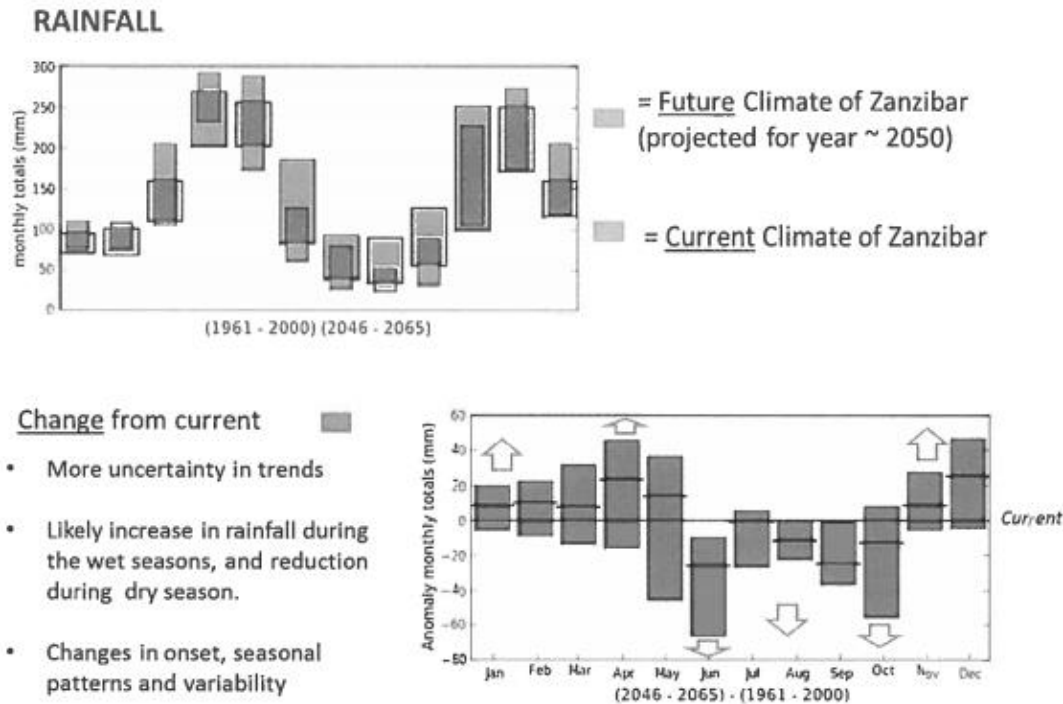 RAINFALL
300
250
200
150
100
50
0
monthly totals (mm)
(1961 - 2000) (2046 - 2065)
= Future Climate of Zanzibar
(projected for year ~ 2050)
= Current Climate of Zanzibar
Change from current
• More uncertainty in trends
• Likely increase in rainfall during
the wet seasons, and reduction
during dry season.
• Changes in onset, seasonal
patterns and variability
60
40
20
0
−20
−40
−60
−80
Anomaly monthly totals (mm)
Current
Jan Feb Mar Apr May Jun Jul Aug Sep Oct Nov Dec
(2046 - 2065) - (1961 - 2000)